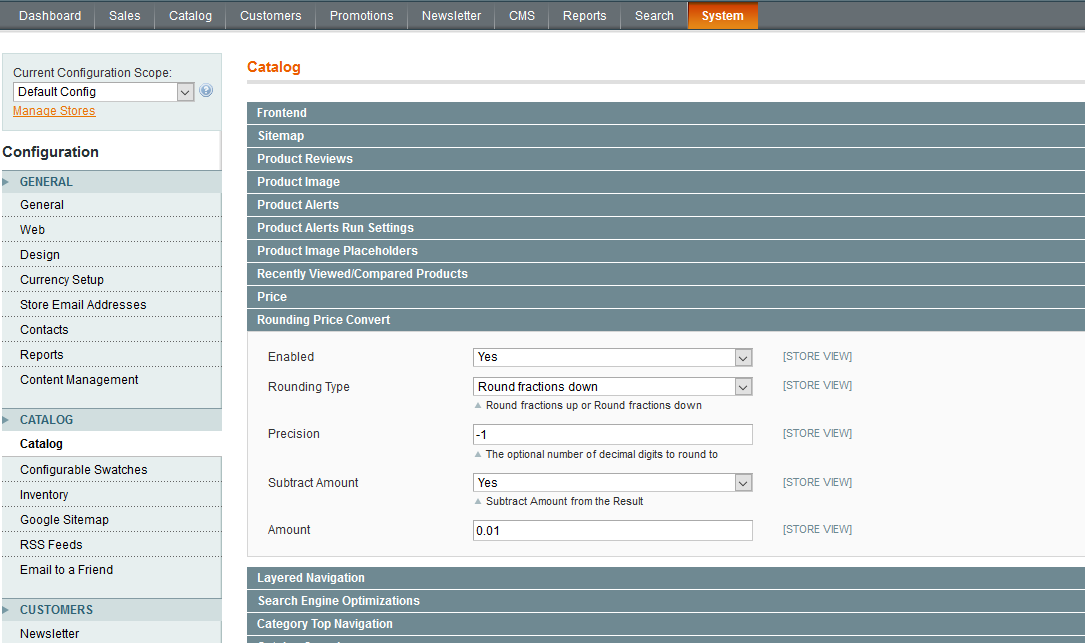 Dashboard Sales Catalog Customers Promotions Newsletter CMS Reports Search System
Current Configuration Scope:
Default Config
Manage Stores
Configuration
GENERAL
General
Web
Design
Currency Setup
Store Email Addresses
Contacts
Reports
Content Management
CATALOG
Catalog
Configurable Swatches
Inventory
Google Sitemap
RSS Feeds
Email to a Friend
CUSTOMERS
Newsletter
Catalog
Frontend
Sitemap
Product Reviews
Product Image
Product Alerts
Product Alerts Run Settings
Product Image Placeholders
Recently Viewed/Compared Products
Price
Rounding Price Convert
Enabled Yes [STORE VIEW]
Rounding Type Round fractions down [STORE VIEW]
Round fractions up or Round fractions down
Precision -1 [STORE VIEW]
The optional number of decimal digits to round to
Subtract Amount Yes [STORE VIEW]
Subtract Amount from the Result
Amount 0.01 [STORE VIEW]
Layered Navigation
Search Engine Optimizations
Category Top Navigation